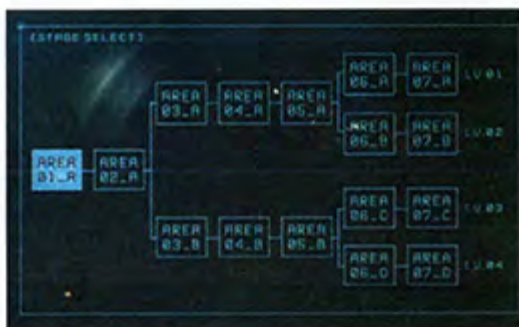 [STAGE SELECT]
AREA 01_A
AREA 02_A
AREA 03_A
AREA 04_A
AREA 05_A
AREA 06_A
AREA 07_A
LV.01
AREA 06_B
AREA 07_B
LV.02
AREA 03_B
AREA 04_B
AREA 05_B
AREA 06_C
AREA 07_C
LV.03
AREA 06_D
AREA 07_D
LV.04